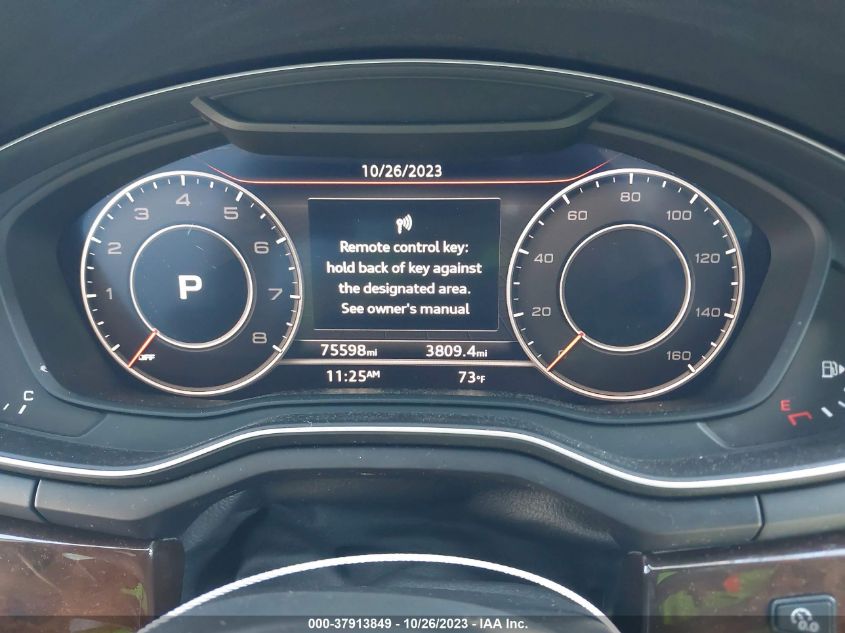 10/26/2023
1 2 3 4 5 6 7 8
P
OFF
Remote control key:
hold back of key against
the designated area.
See owner's manual
20 40 60 80 100 120 140 160
75598mi 3809.4mi
11:25AM 73°F
C
E
0.0
000-37913849 - 10/26/2023 - IAA Inc.